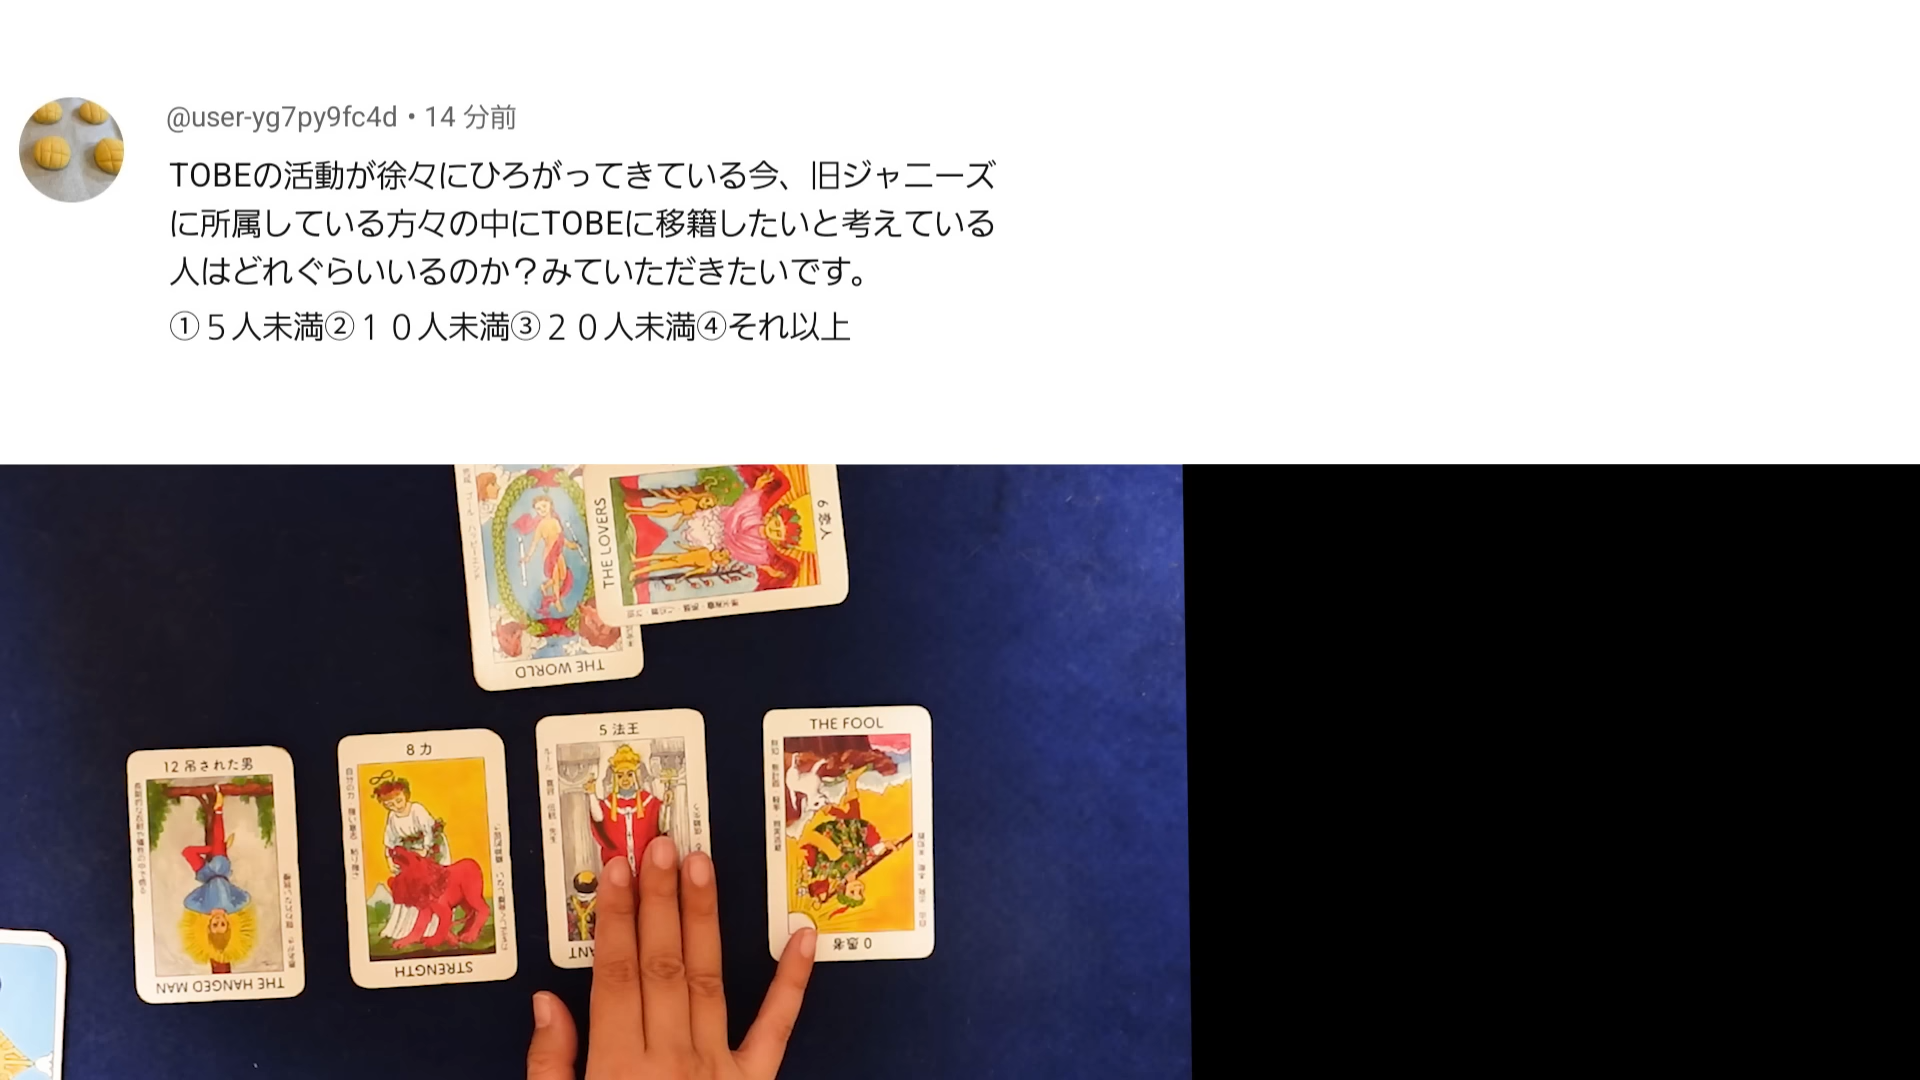 @user-yg7py9fc4d・14 分前
TOBEの活動が徐々にひろがってきている今、旧ジャニーズ
に所属している方々の中にTOBEに移籍したいと考えている
人はどれぐらいいるのか？みていただきたいです。
①５人未満②１０人未満③２０人未満④それ以上
THE LOVERS
6 恋人
THE WORLD
12 吊された男
THE HANGED MAN
8 力
STRENGTH
5 法王
THE FOOL
0 愚者